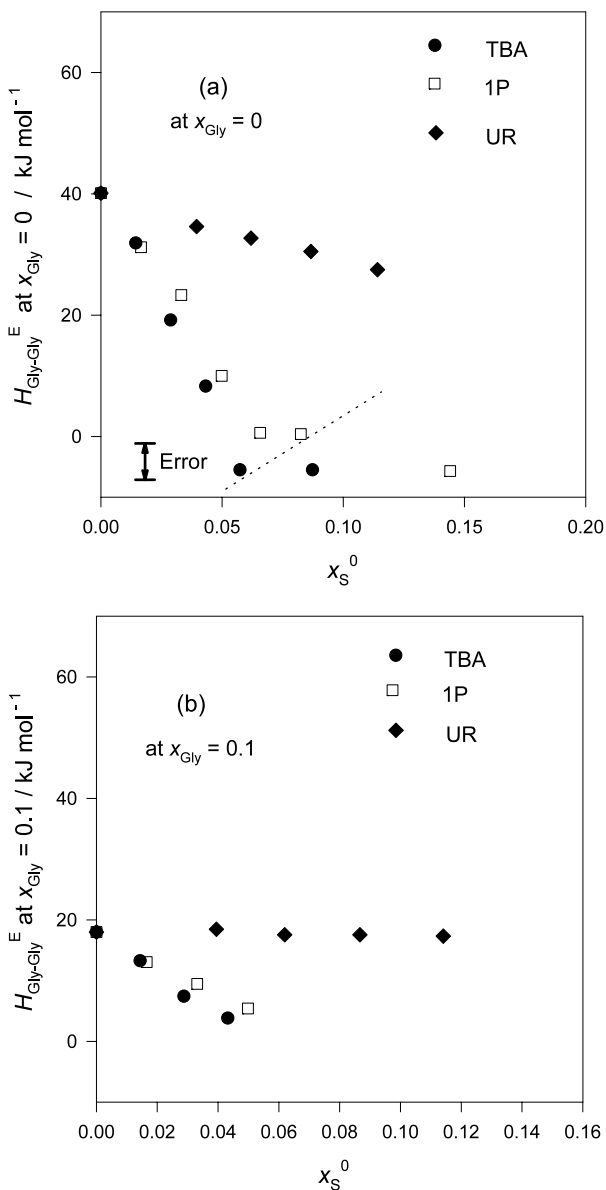 TBA
1P
UR
(a)
at xGly = 0
HGly-GlyE at xGly = 0 / kJ mol−1
60
40
20
0
Error
0.00 0.05 0.10 0.15 0.20
xS0
TBA
1P
UR
(b)
at xGly = 0.1
HGly-GlyE at xGly = 0.1 / kJ mol−1
60
40
20
0
0.00 0.02 0.04 0.06 0.08 0.10 0.12 0.14 0.16
xS0